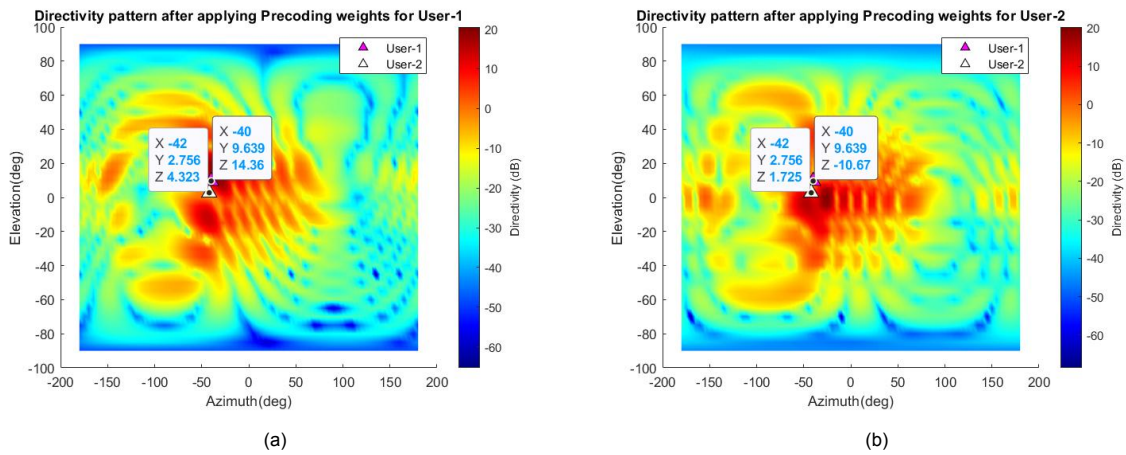 Directivity pattern after applying Precoding weights for User-1
100
80
60
40
20
0
-20
-40
-60
-80
-100
Elevation(deg)
-200
-150
-100
-50
0
50
100
150
200
Azimuth(deg)
User-1
User-2
X -42
Y 2.756
Z 4.323
X -40
Y 9.639
Z 14.36
20
10
0
-10
-20
-30
-40
-50
-60
Directivity (dB)
(a)
Directivity pattern after applying Precoding weights for User-2
100
80
60
40
20
0
-20
-40
-60
-80
-100
Elevation(deg)
-200
-150
-100
-50
0
50
100
150
200
Azimuth(deg)
User-1
User-2
X -42
Y 2.756
Z 1.725
X -40
Y 9.639
Z -10.67
20
10
0
-10
-20
-30
-40
-50
-60
Directivity (dB)
(b)